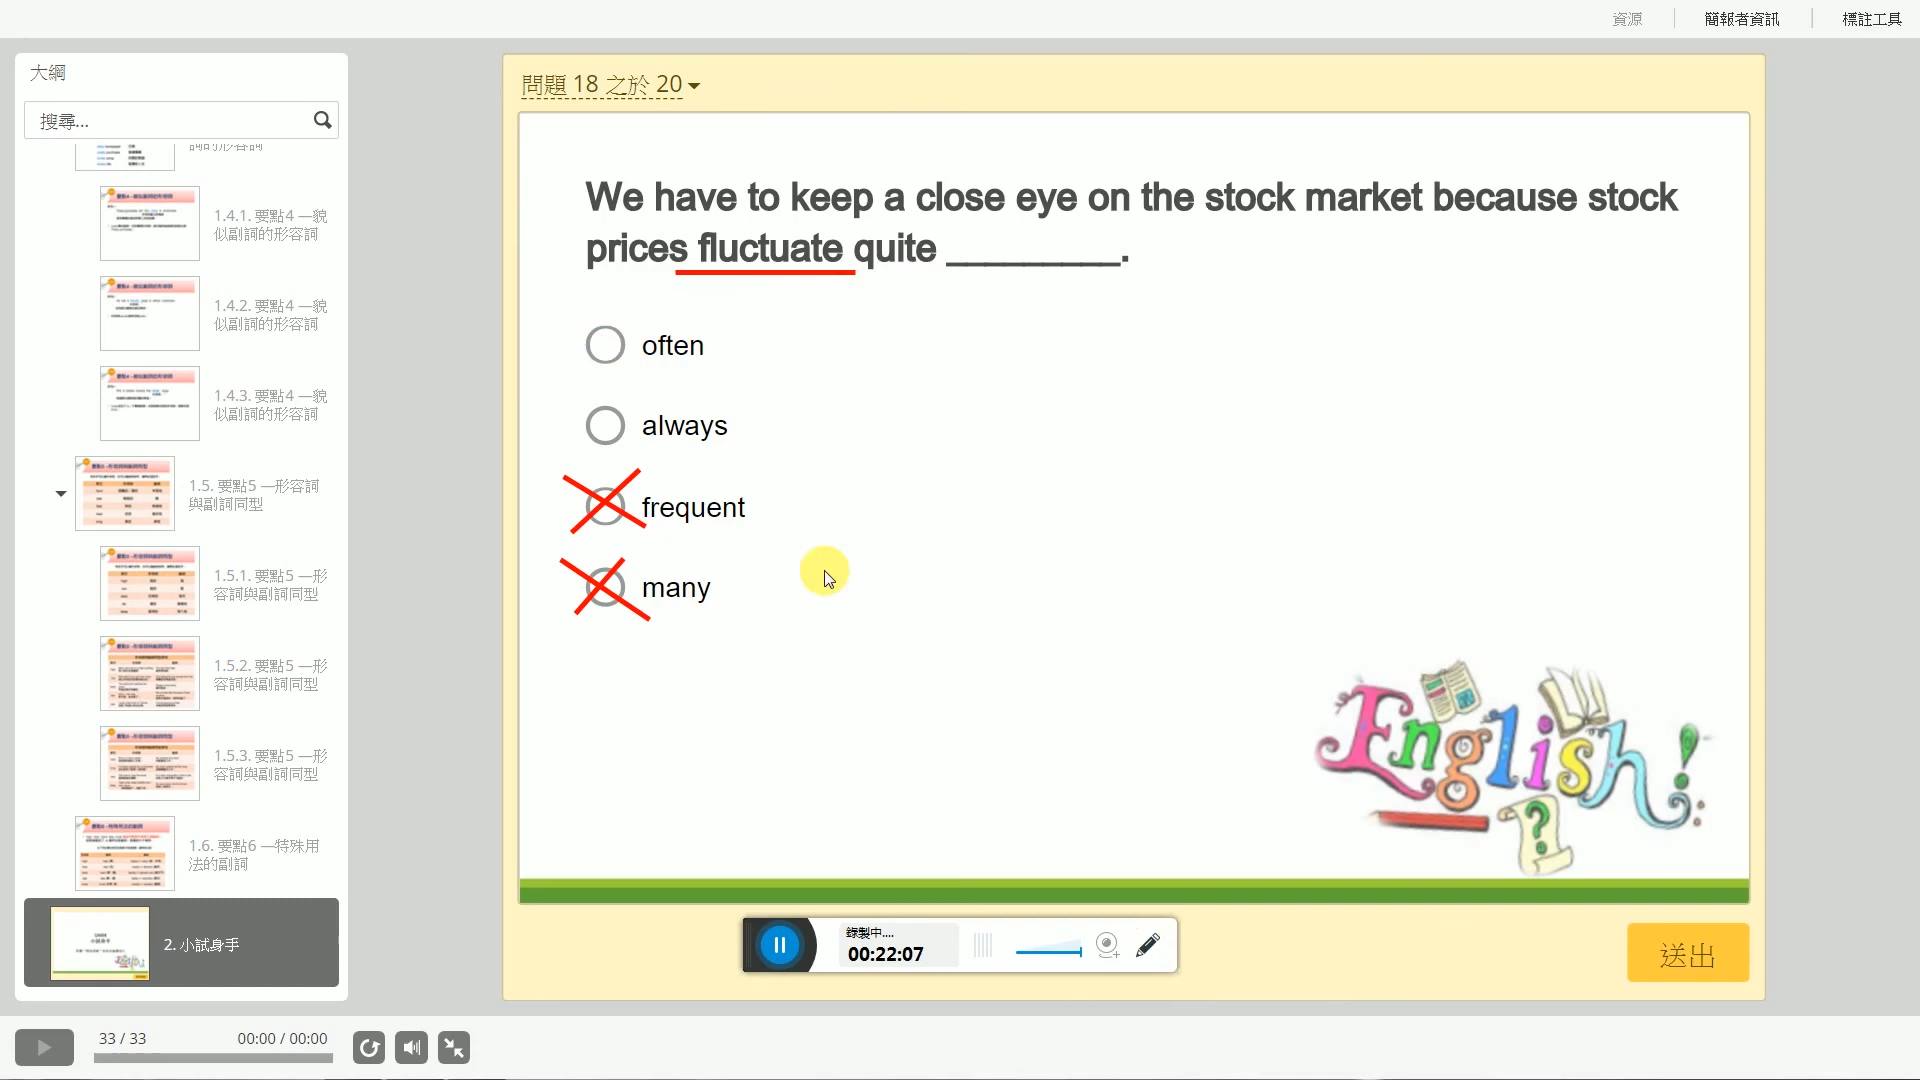 資源
簡報者資訊
標註工具
大綱
搜尋...
詞的形容詞
1.4.1. 要點4 —貌
似副詞的形容詞
1.4.2. 要點4 —貌
似副詞的形容詞
1.4.3. 要點4 —貌
似副詞的形容詞
1.5. 要點5 —形容詞
與副詞同型
1.5.1. 要點5 —形
容詞與副詞同型
1.5.2. 要點5 —形
容詞與副詞同型
1.5.3. 要點5 —形
容詞與副詞同型
1.6. 要點6 —特殊用
法的副詞
2. 小試身手
問題 18 之於 20
We have to keep a close eye on the stock market because stock
prices fluctuate quite _________.
often
always
frequent
many
English!
?
錄製中....
00:22:07
送出
33 / 33
00:00 / 00:00